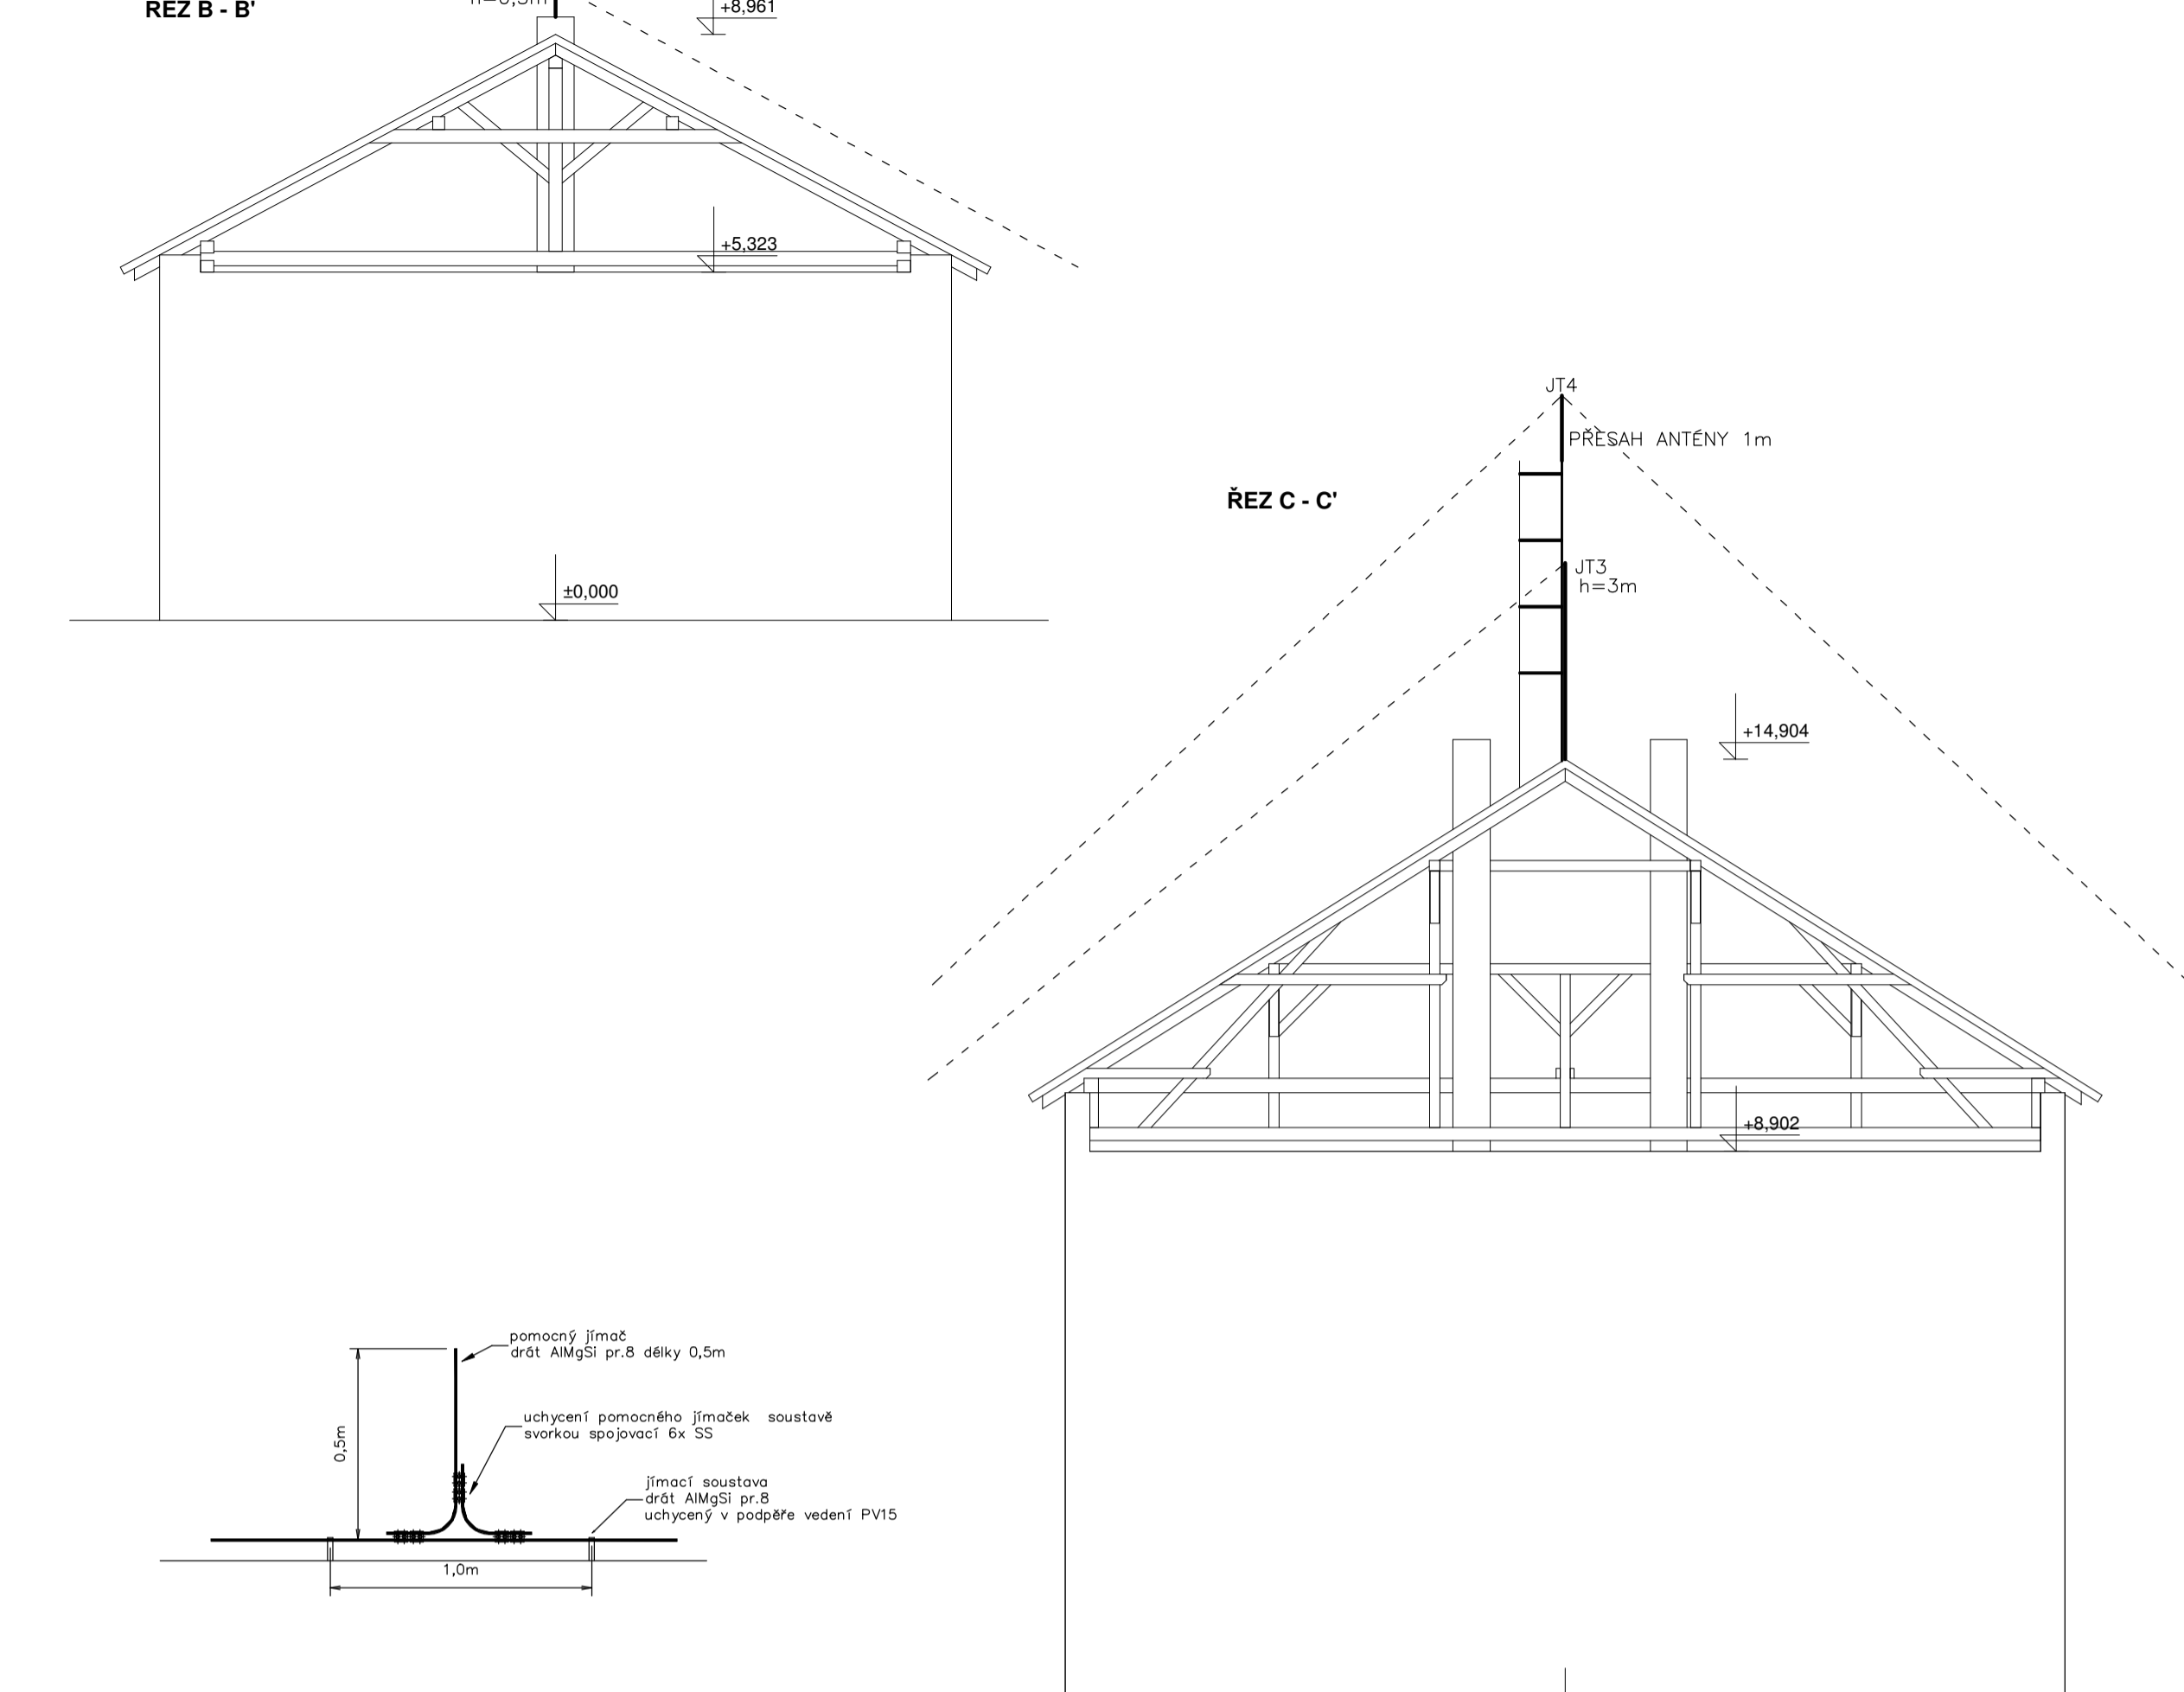 ŘEZ B - B'
+8,961
+5,323
±0,000
JT4
PŘESAH ANTÉNY 1m
ŘEZ C - C'
JT3
h=3m
+14,904
+8,902
pomocný jímač
drát AlMgSi pr.8 délky 0,5m
uchycení pomocného jímaček soustavě
svorkou spojovací 6x SS
0,5m
jímací soustava
drát AlMgSi pr.8
uchycený v podpěře vedení PV15
1,0m